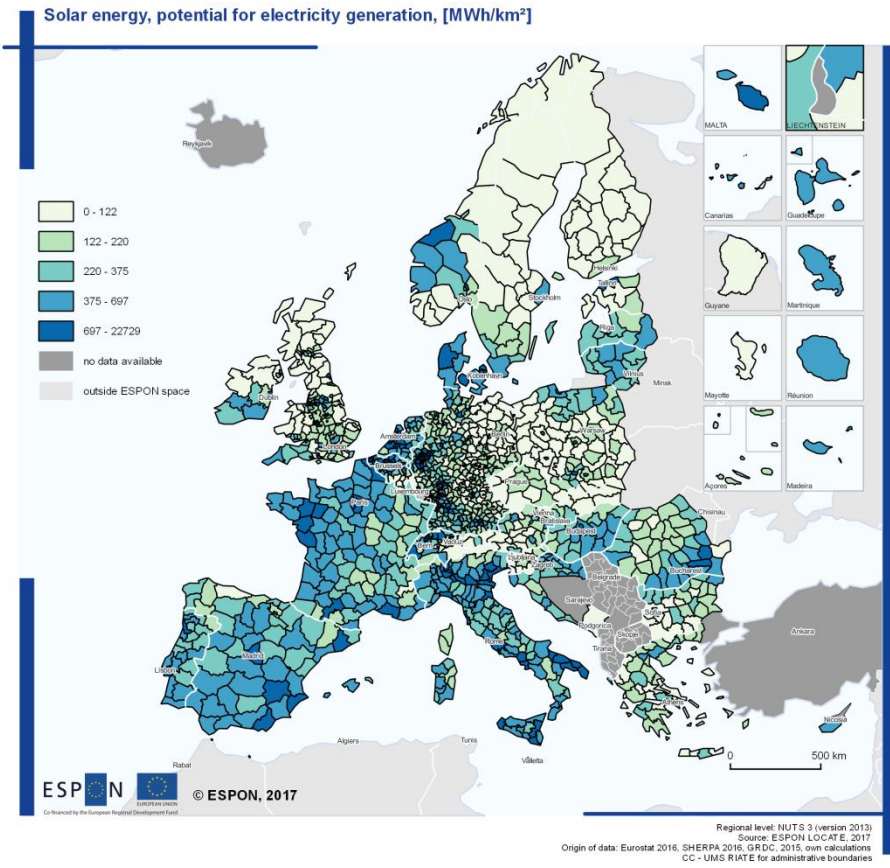 Solar energy, potential for electricity generation, [MWh/km²]
MALTA
LIECHTENSTEIN
Reykjavik
Canarias
Guadeloupe
0 - 122
122 - 220
220 - 375
375 - 697
697 - 22729
no data available
outside ESPON space
Helsinki
Tallinn
Oslo
Stockholm
Guyane
Martinique
Riga
København
Vilnius
Minsk
Mayotte
Réunion
Dublin
Amsterdam
Berlin
Warsaw
London
Brussels
Luxembourg
Prague
Açores
Madeira
Paris
Vienna
Bratislava
Budapest
Chisinau
Bern
Vaduz
Ljubljana
Zagreb
Belgrade
Bucharest
Sarajevo
Sofia
Podgorica
Skopje
Tirana
Rome
Ankara
Madrid
Lisbon
Athens
Nicosia
Algiers
Tunis
Valletta
Rabat
0 500 km
ESPON
EUROPEAN UNION
Co-financed by the European Regional Development Fund
© ESPON, 2017
Regional level: NUTS 3 (version 2013)
Source: ESPON LOCATE, 2017
Origin of data: Eurostat 2016, SHERPA 2016, GRDC, 2015, own calculations
CC - UMS RIATE for administrative boundaries